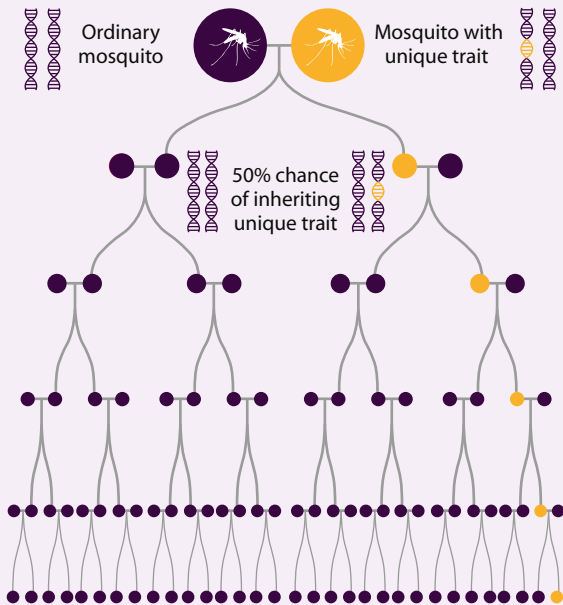 Ordinary
mosquito
Mosquito with
unique trait
50% chance
of inheriting
unique trait